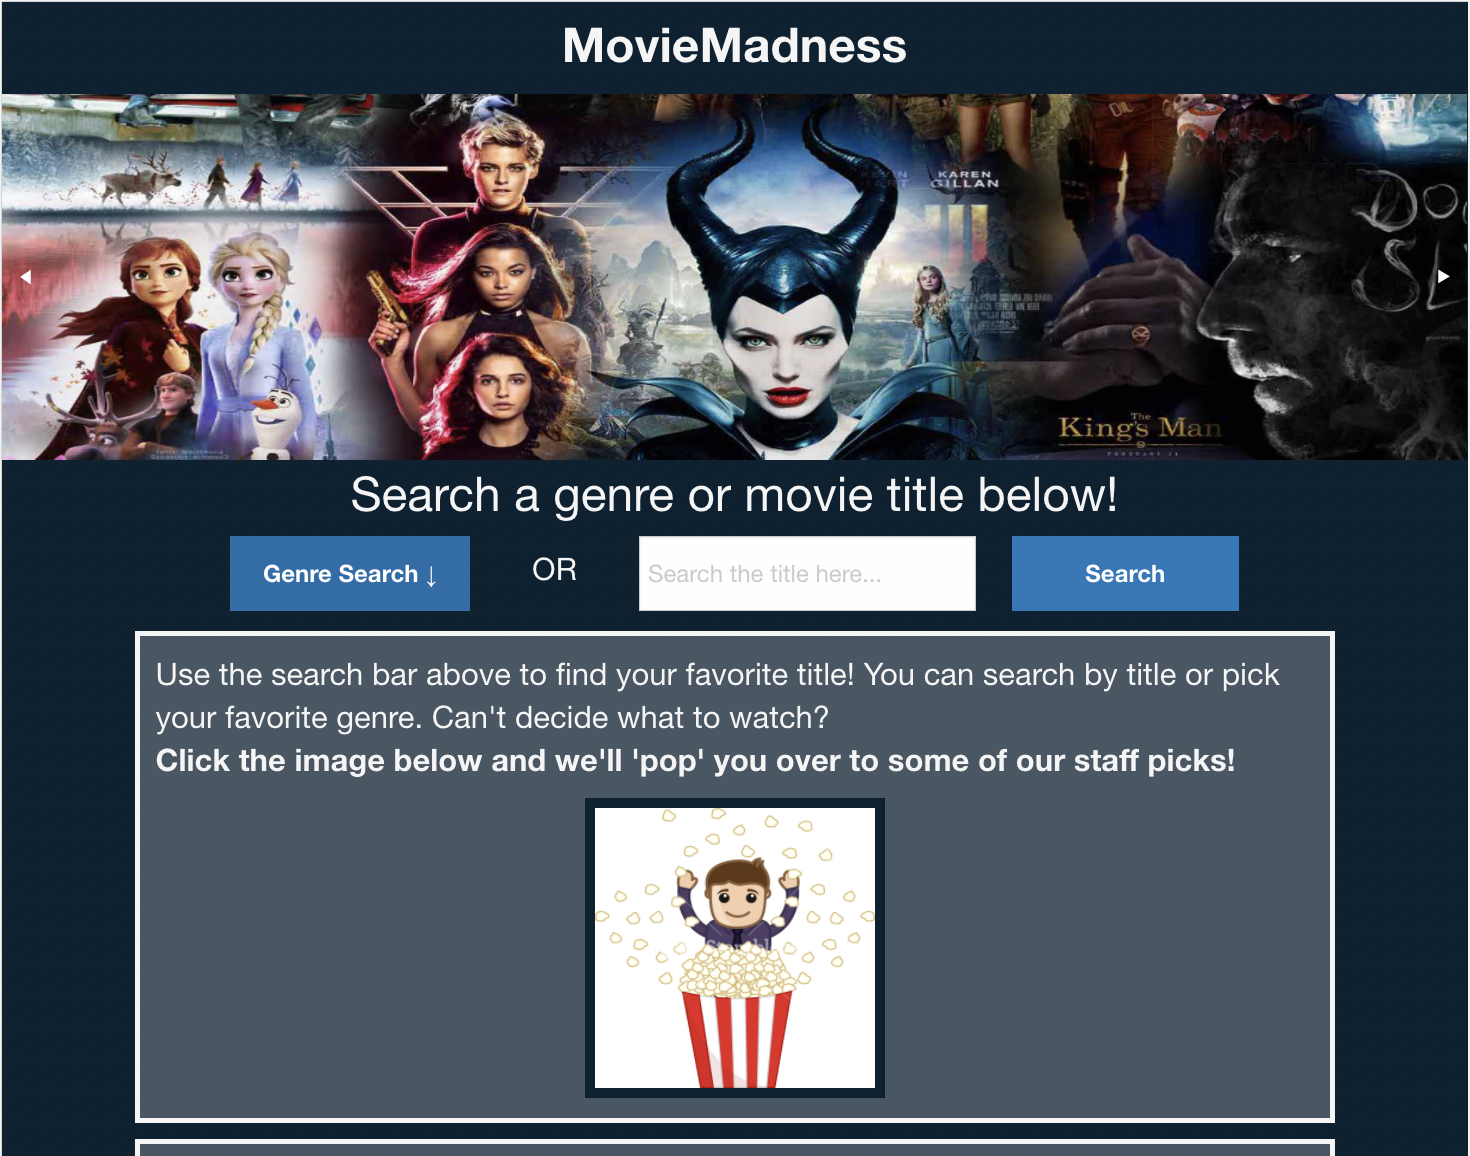 MovieMadness
KAREN
GILLAN
The
King's Man
Search a genre or movie title below!
Genre Search ↓
OR
Search the title here...
Search
Use the search bar above to find your favorite title! You can search by title or pick
your favorite genre. Can't decide what to watch?
Click the image below and we'll 'pop' you over to some of our staff picks!